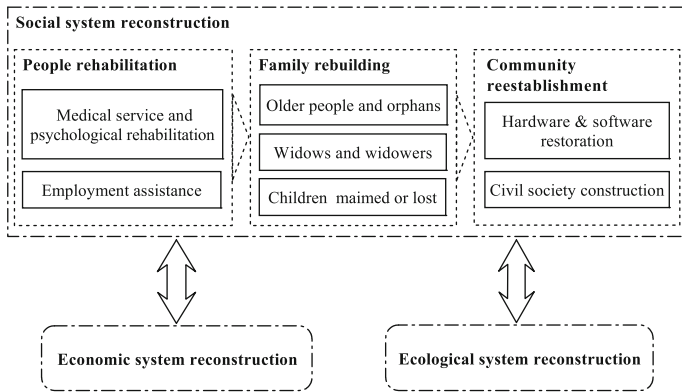 Social system reconstruction
People rehabilitation
Medical service and
psychological rehabilitation
Employment assistance
Family rebuilding
Older people and orphans
Widows and widowers
Children maimed or lost
Community
reestablishment
Hardware & software
restoration
Civil society construction
Economic system reconstruction
Ecological system reconstruction